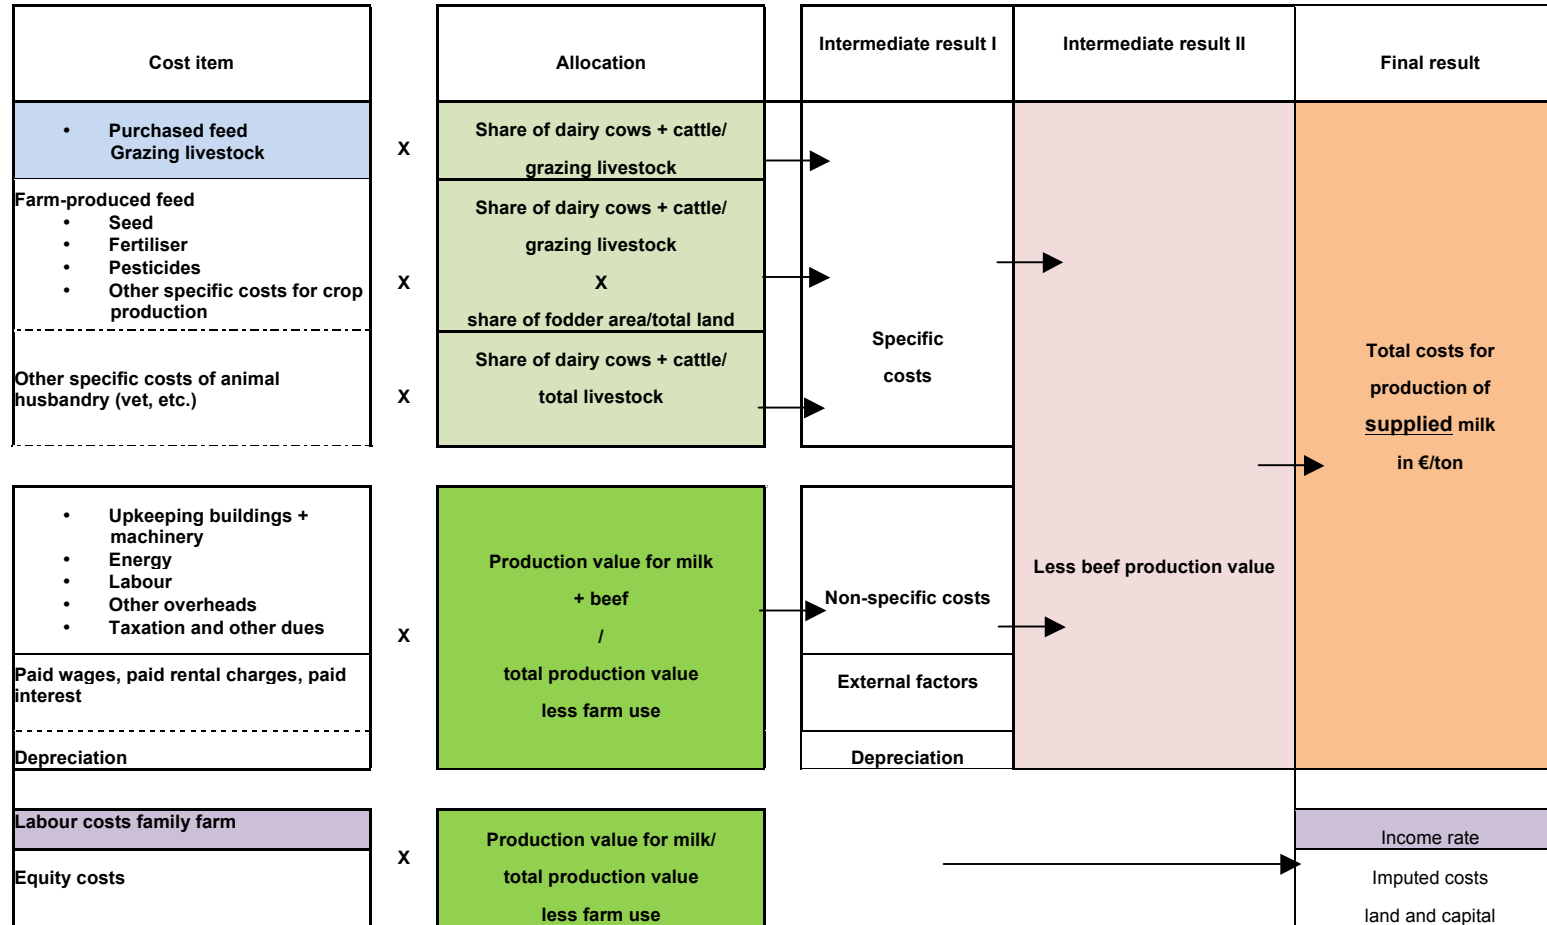 Cost item
Allocation
Intermediate result I
Intermediate result II
Final result
• Purchased feed
Grazing livestock
X
Share of dairy cows + cattle/
grazing livestock
Farm-produced feed
• Seed
• Fertiliser
• Pesticides
• Other specific costs for crop
production
X
Share of dairy cows + cattle/
grazing livestock
X
share of fodder area/total land
Other specific costs of animal
husbandry (vet, etc.)
X
Share of dairy cows + cattle/
total livestock
Specific
costs
• Upkeeping buildings +
machinery
• Energy
• Labour
• Other overheads
• Taxation and other dues
Paid wages, paid rental charges, paid
interest
Depreciation
X
Production value for milk
+ beef
/
total production value
less farm use
Non-specific costs
External factors
Depreciation
Less beef production value
Total costs for
production of
supplied milk
in €/ton
Labour costs family farm
Equity costs
X
Production value for milk/
total production value
less farm use
Income rate
Imputed costs
land and capital